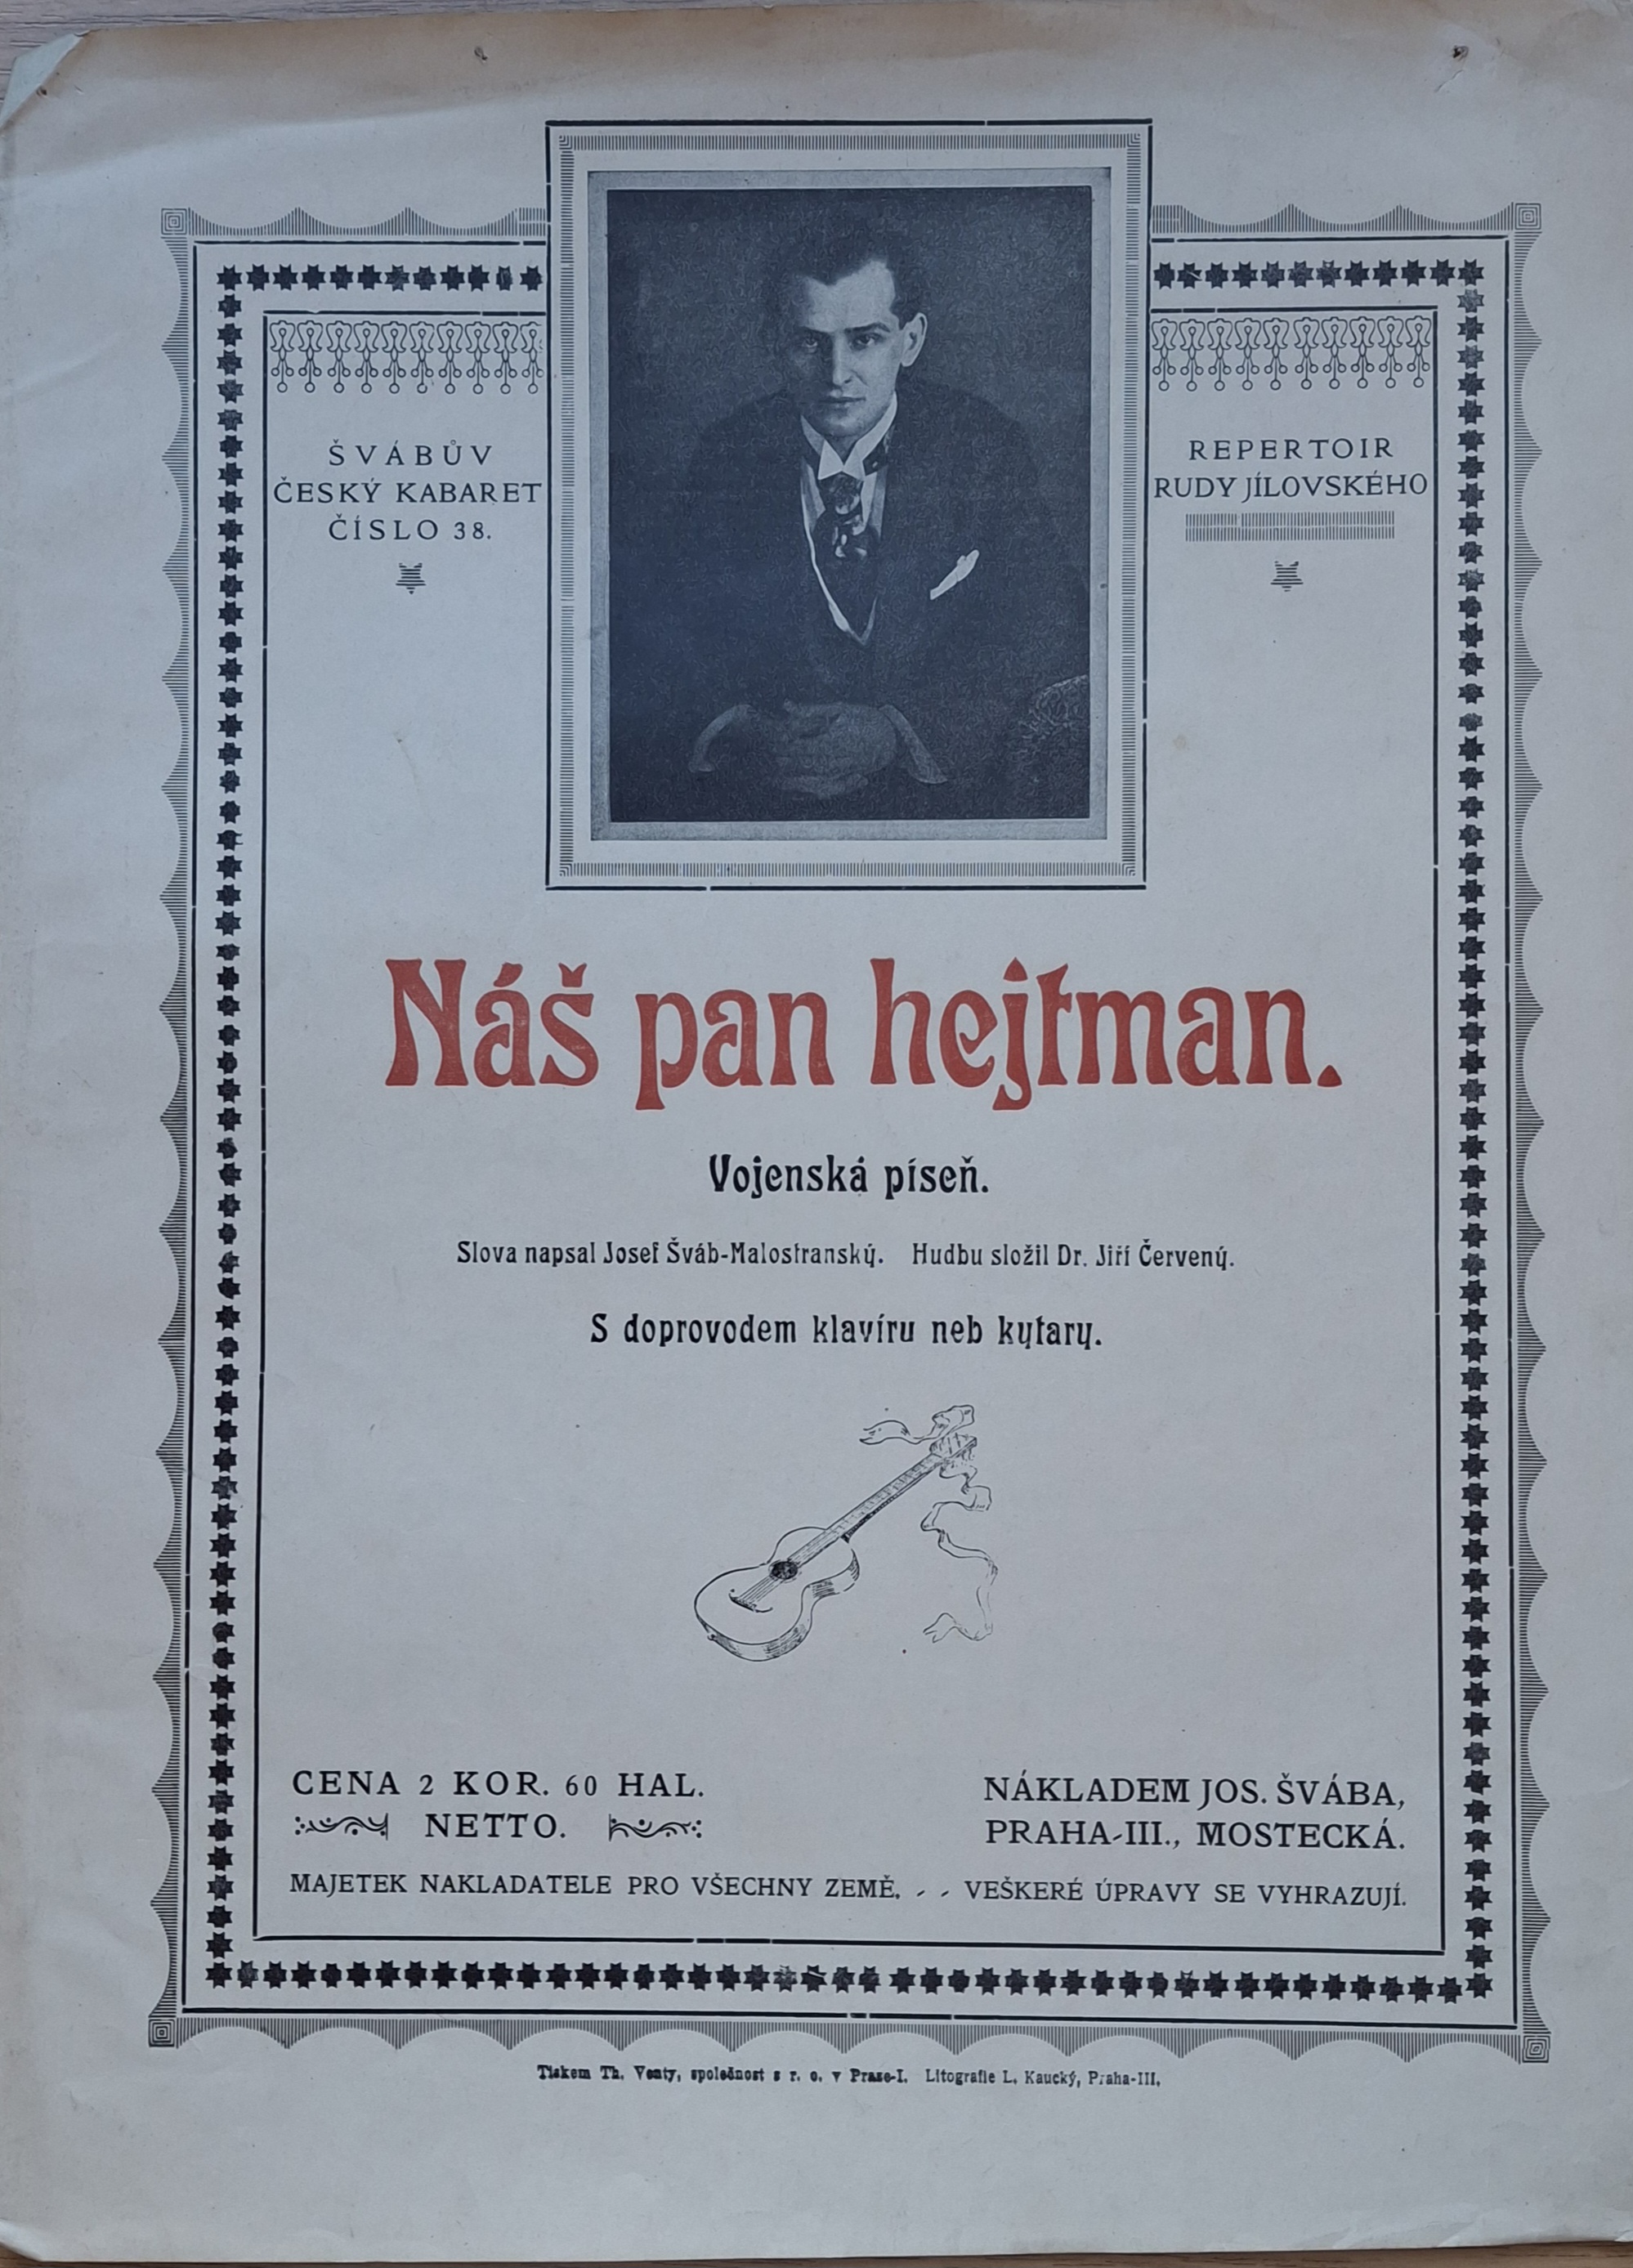 ŠVÁBŮV
ČESKÝ KABARET
ČÍSLO 38.
REPERTOIR
RUDY JÍLOVSKÉHO
Náš pan hejtman.
Vojenská píseň.
Slova napsal Josef Šváb-Malostranský. Hudbu složil Dr. Jiří Červený.
S doprovodem klavíru neb kytary.
CENA 2 KOR. 60 HAL.
NETTO.
NÁKLADEM JOS. ŠVÁBA,
PRAHA-III., MOSTECKÁ.
MAJETEK NAKLADATELE PRO VŠECHNY ZEMĚ. - - VEŠKERÉ ÚPRAVY SE VYHRAZUJÍ.
Tiskem Th. Venty, společnost s r. o. v Praze-I. Litografie L. Kaucký, Praha-III.